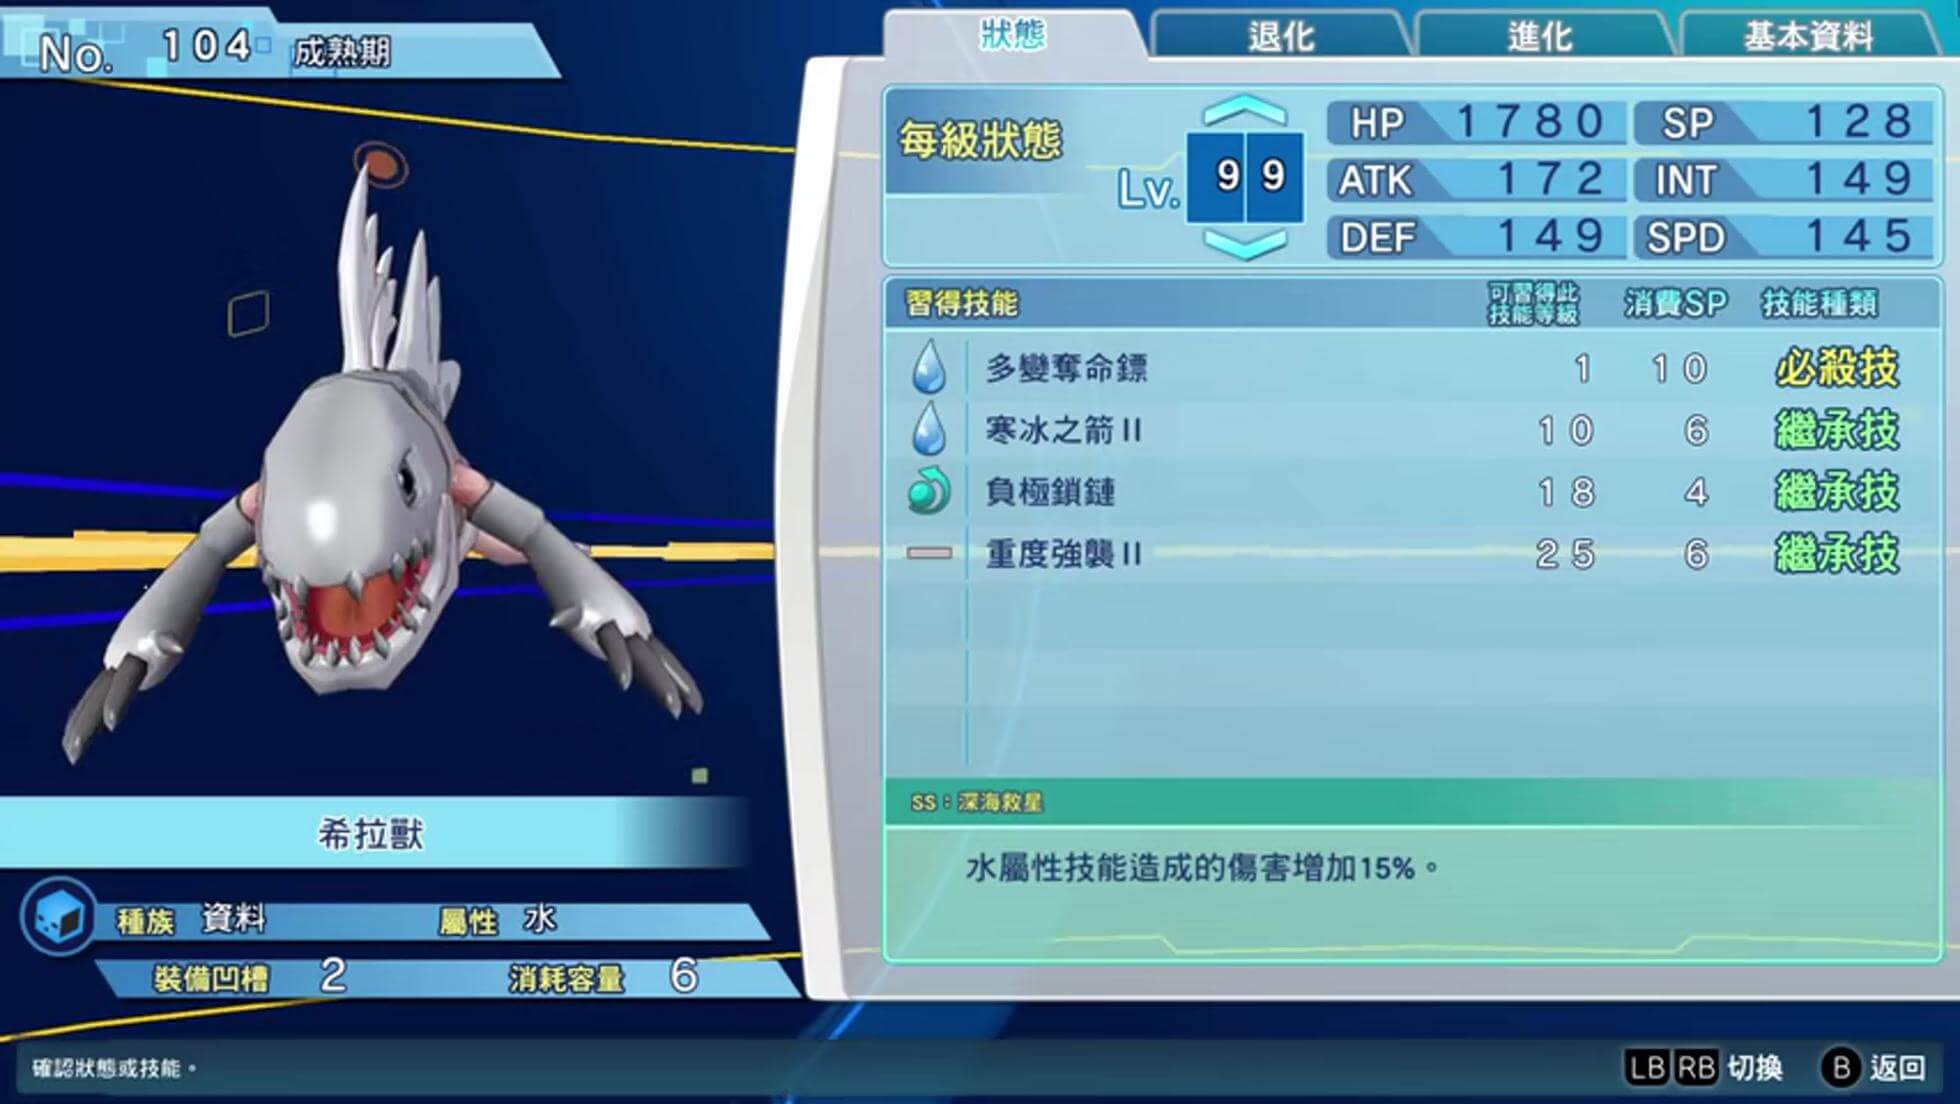 No. 104 成熟期
狀態 退化 進化 基本資料
每級狀態
Lv. 99
HP 1780 SP 128
ATK 172 INT 149
DEF 149 SPD 145
習得技能 可習得此技能等級 消費SP 技能種類
多變奪命鏢 1 10 必殺技
寒冰之箭II 10 6 繼承技
負極鎖鏈 18 4 繼承技
重度強襲II 25 6 繼承技
SS：深海救星
水屬性技能造成的傷害增加15%。
希拉獸
種族 資料 屬性 水
裝備凹槽 2 消耗容量 6
確認狀態或技能。
LB RB 切換 B 返回